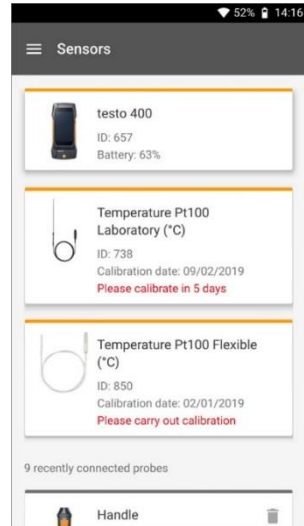 52% 14:16
Sensors
testo 400
ID: 657
Battery: 63%
Temperature Pt100
Laboratory (°C)
ID: 738
Calibration date: 09/02/2019
Please calibrate in 5 days
Temperature Pt100 Flexible
(°C)
ID: 850
Calibration date: 02/01/2019
Please carry out calibration
9 recently connected probes
Handle